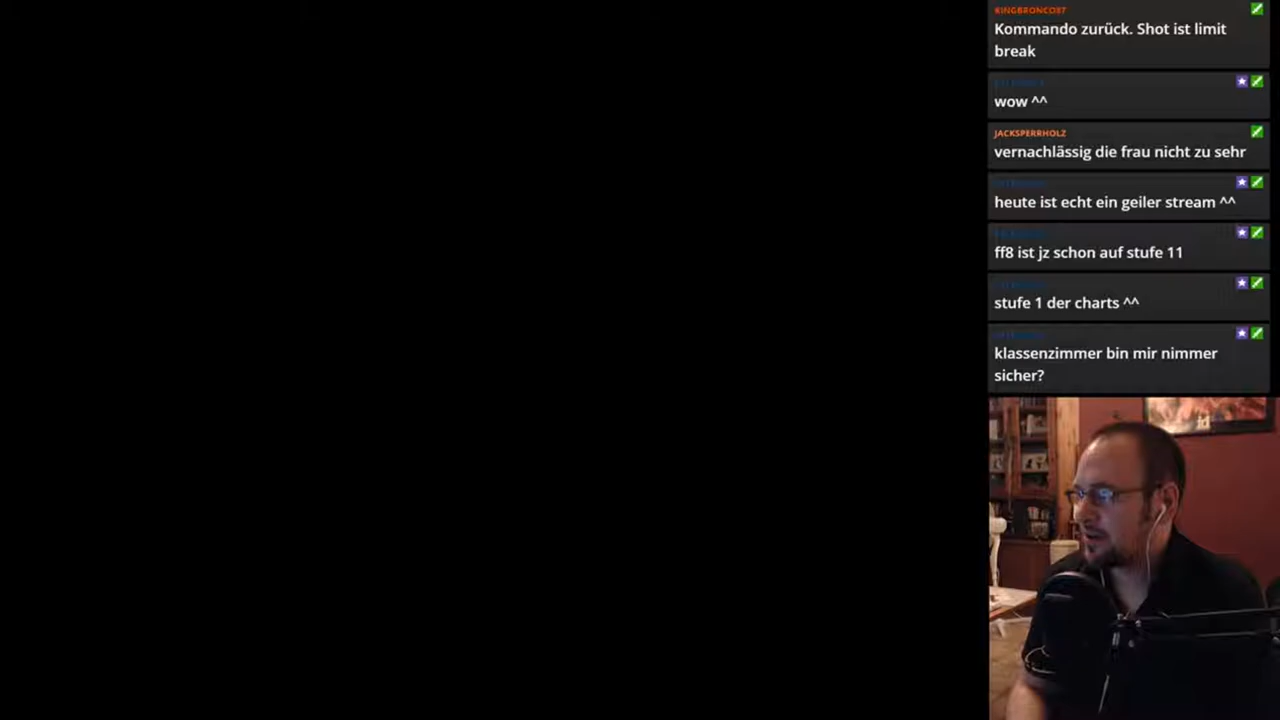 KINGBRONCO87
Kommando zurück. Shot ist limit
break
wow ^^
JACKSPERRHOLZ
vernachlässig die frau nicht zu sehr
heute ist echt ein geiler stream ^^
ff8 ist jz schon auf stufe 11
stufe 1 der charts ^^
klassenzimmer bin mir nimmer
sicher?